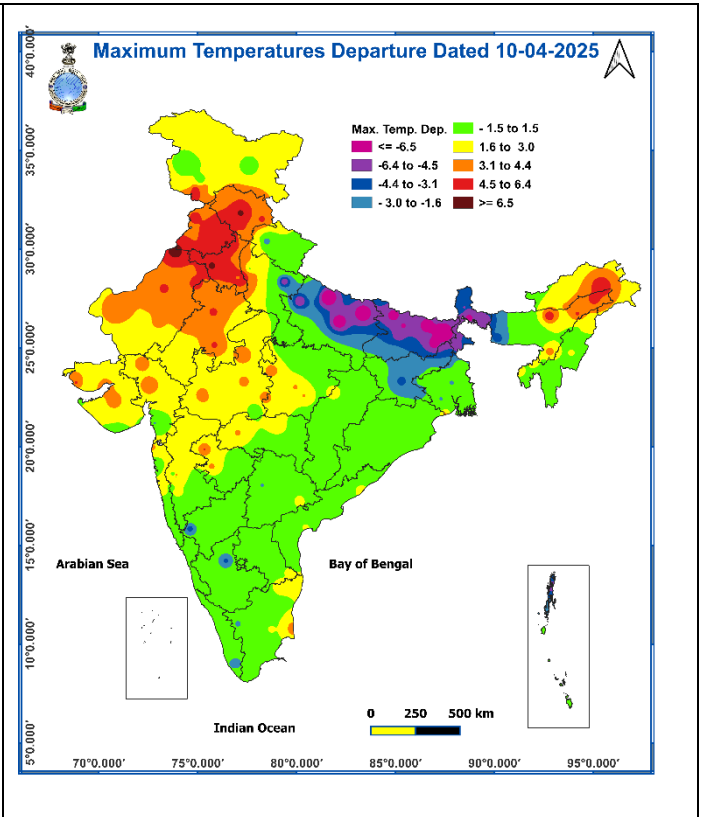 Maximum Temperatures Departure Dated 10-04-2025
Max. Temp. Dep.
<= -6.5
-6.4 to -4.5
-4.4 to -3.1
- 3.0 to -1.6
- 1.5 to 1.5
1.6 to 3.0
3.1 to 4.4
4.5 to 6.4
>= 6.5
40°0.000′
35°0.000′
30°0.000′
25°0.000′
20°0.000′
15°0.000′
10°0.000′
5°0.000′
Arabian Sea
Bay of Bengal
Indian Ocean
0 250 500 km
70°0.000′ 75°0.000′ 80°0.000′ 85°0.000′ 90°0.000′ 95°0.000′